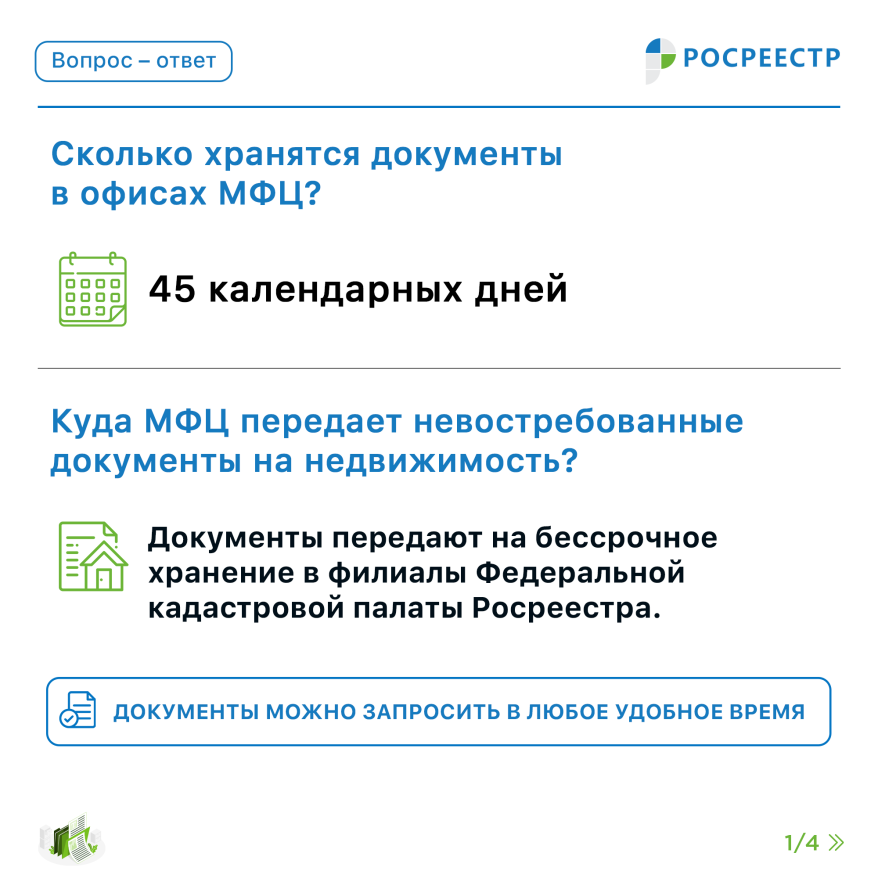 Вопрос – ответ
РОСРЕЕСТР
Сколько хранятся документы
в офисах МФЦ?
45 календарных дней
Куда МФЦ передает невостребованные
документы на недвижимость?
Документы передают на бессрочное
хранение в филиалы Федеральной
кадастровой палаты Росреестра.
ДОКУМЕНТЫ МОЖНО ЗАПРОСИТЬ В ЛЮБОЕ УДОБНОЕ ВРЕМЯ
1/4